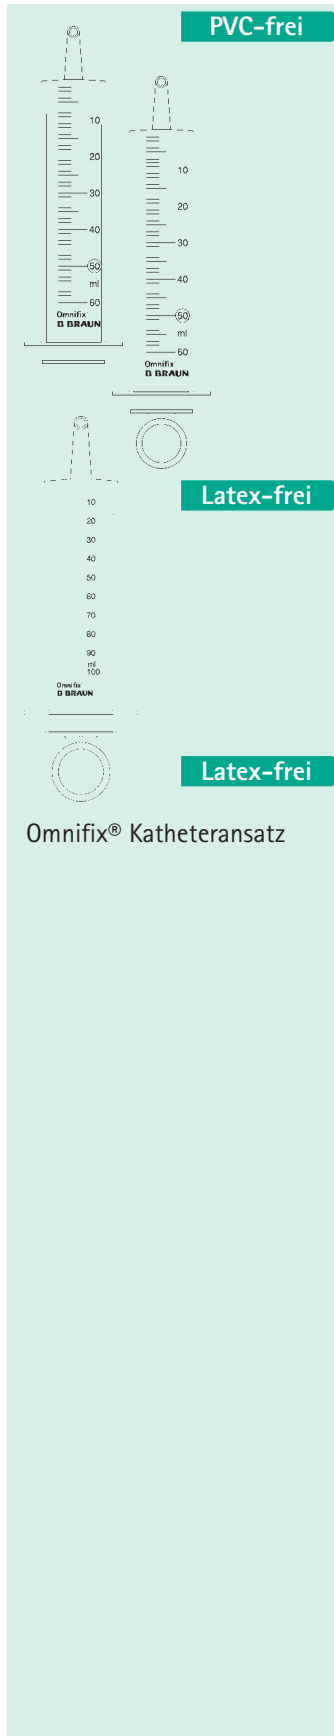 PVC-frei
10
20
30
40
50
ml
60
Omnifix
B BRAUN
10
20
30
40
50
ml
60
Omnifix
B BRAUN
Latex-frei
10
20
30
40
50
60
70
80
90
ml
100
Omnifix
B BRAUN
Latex-frei
Omnifix® Katheteransatz